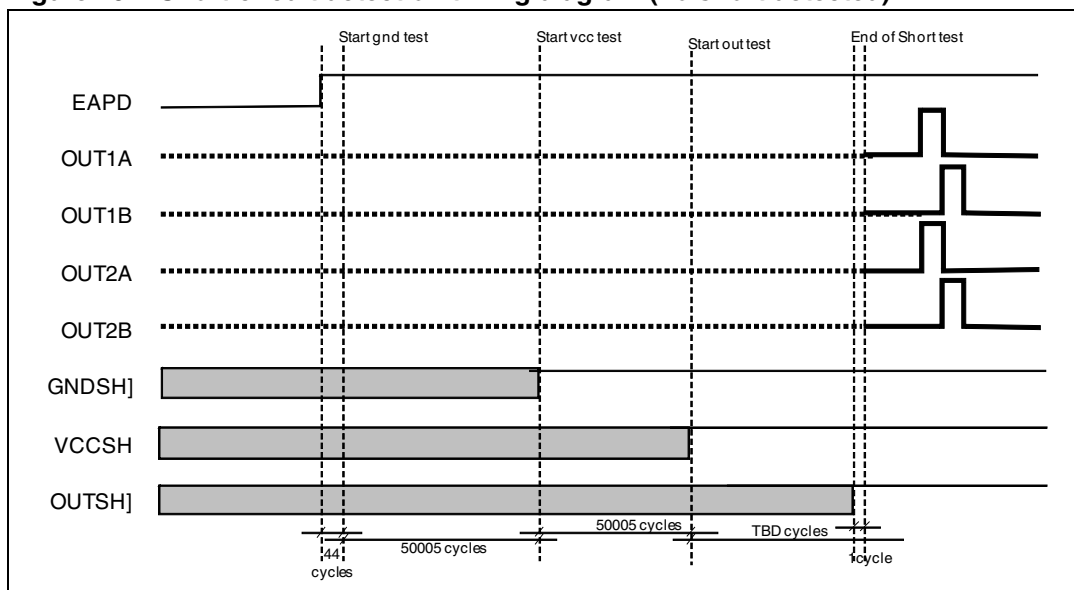 Start gnd test
Start vcc test
Start out test
End of Short test
EAPD
OUT1A
OUT1B
OUT2A
OUT2B
GNDSH]
VCCSH
OUTSH]
44
cycles
50005 cycles
50005 cycles
TBD cycles
1cycle